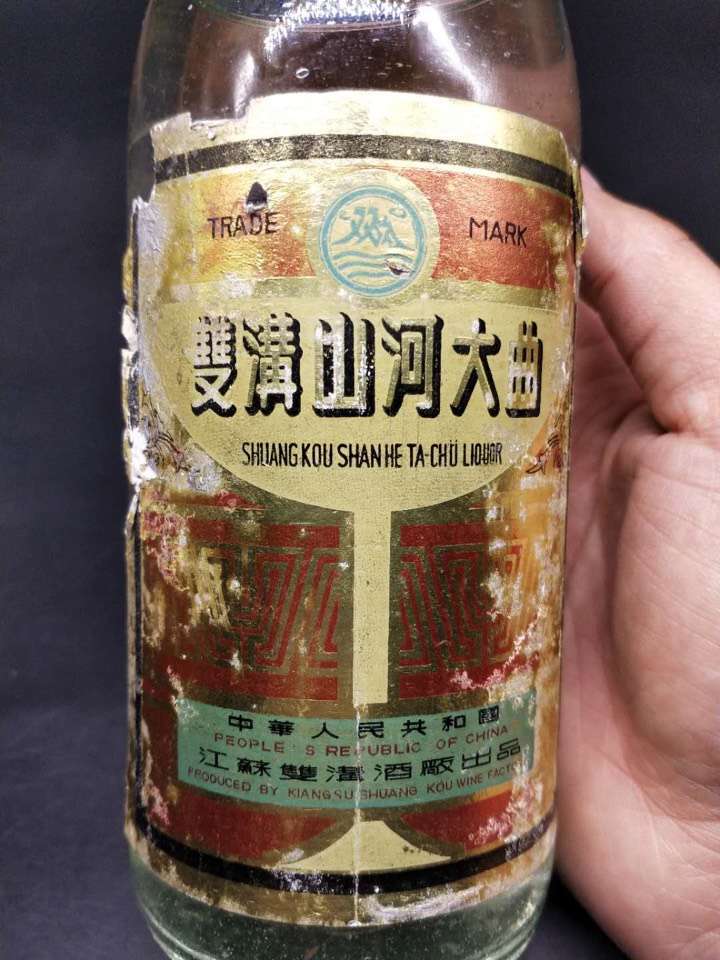 TRADE MARK
雙溝山河大曲
SHUANG KOU SHAN HE TA-CHÜ LIQUOR
中華人民共和國
PEOPLE'S REPUBLIC OF CHINA
江蘇雙溝酒廠出品
PRODUCED BY KIANGSU SHUANG KOU WINE FACTORY